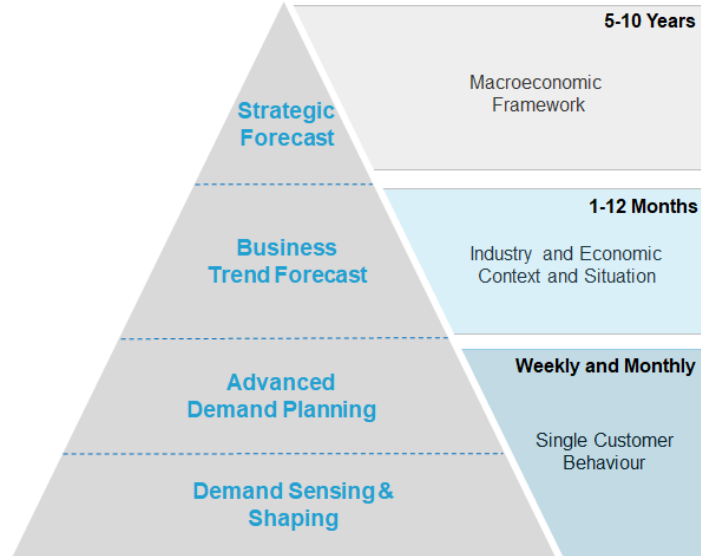 5-10 Years
Macroeconomic
Framework
Strategic
Forecast
1-12 Months
Industry and Economic
Context and Situation
Business
Trend Forecast
Weekly and Monthly
Advanced
Demand Planning
Single Customer
Behaviour
Demand Sensing &
Shaping